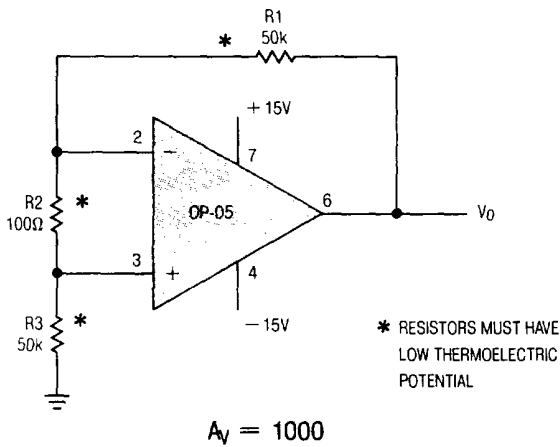 R1
*
50k
+15V
2
7
−
R2
*
100Ω
OP-05
6
V₀
3
+
4
R3
*
50k
−15V
* RESISTORS MUST HAVE
LOW THERMOELECTRIC
POTENTIAL
Aᵥ = 1000